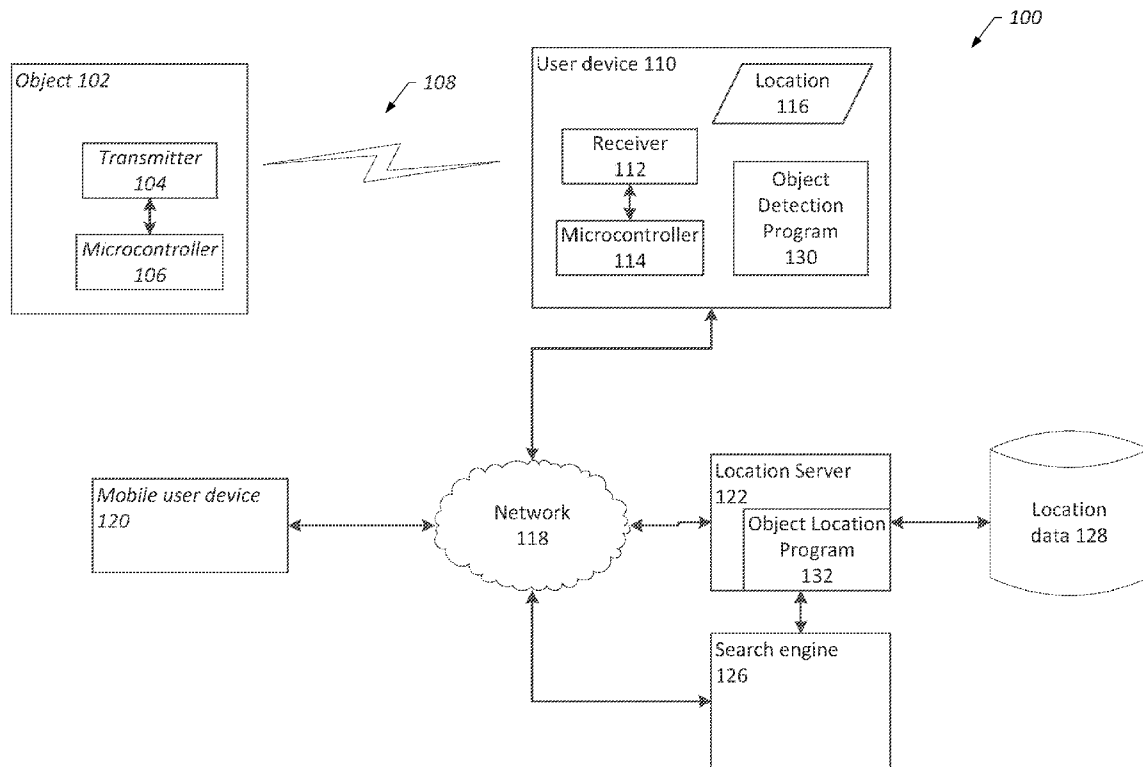 100
Object 102
Transmitter
104
Microcontroller
106
108
User device 110
Location
116
Receiver
112
Microcontroller
114
Object
Detection
Program
130
Mobile user device
120
Network
118
Location Server
122
Object Location
Program
132
Location
data 128
Search engine
126